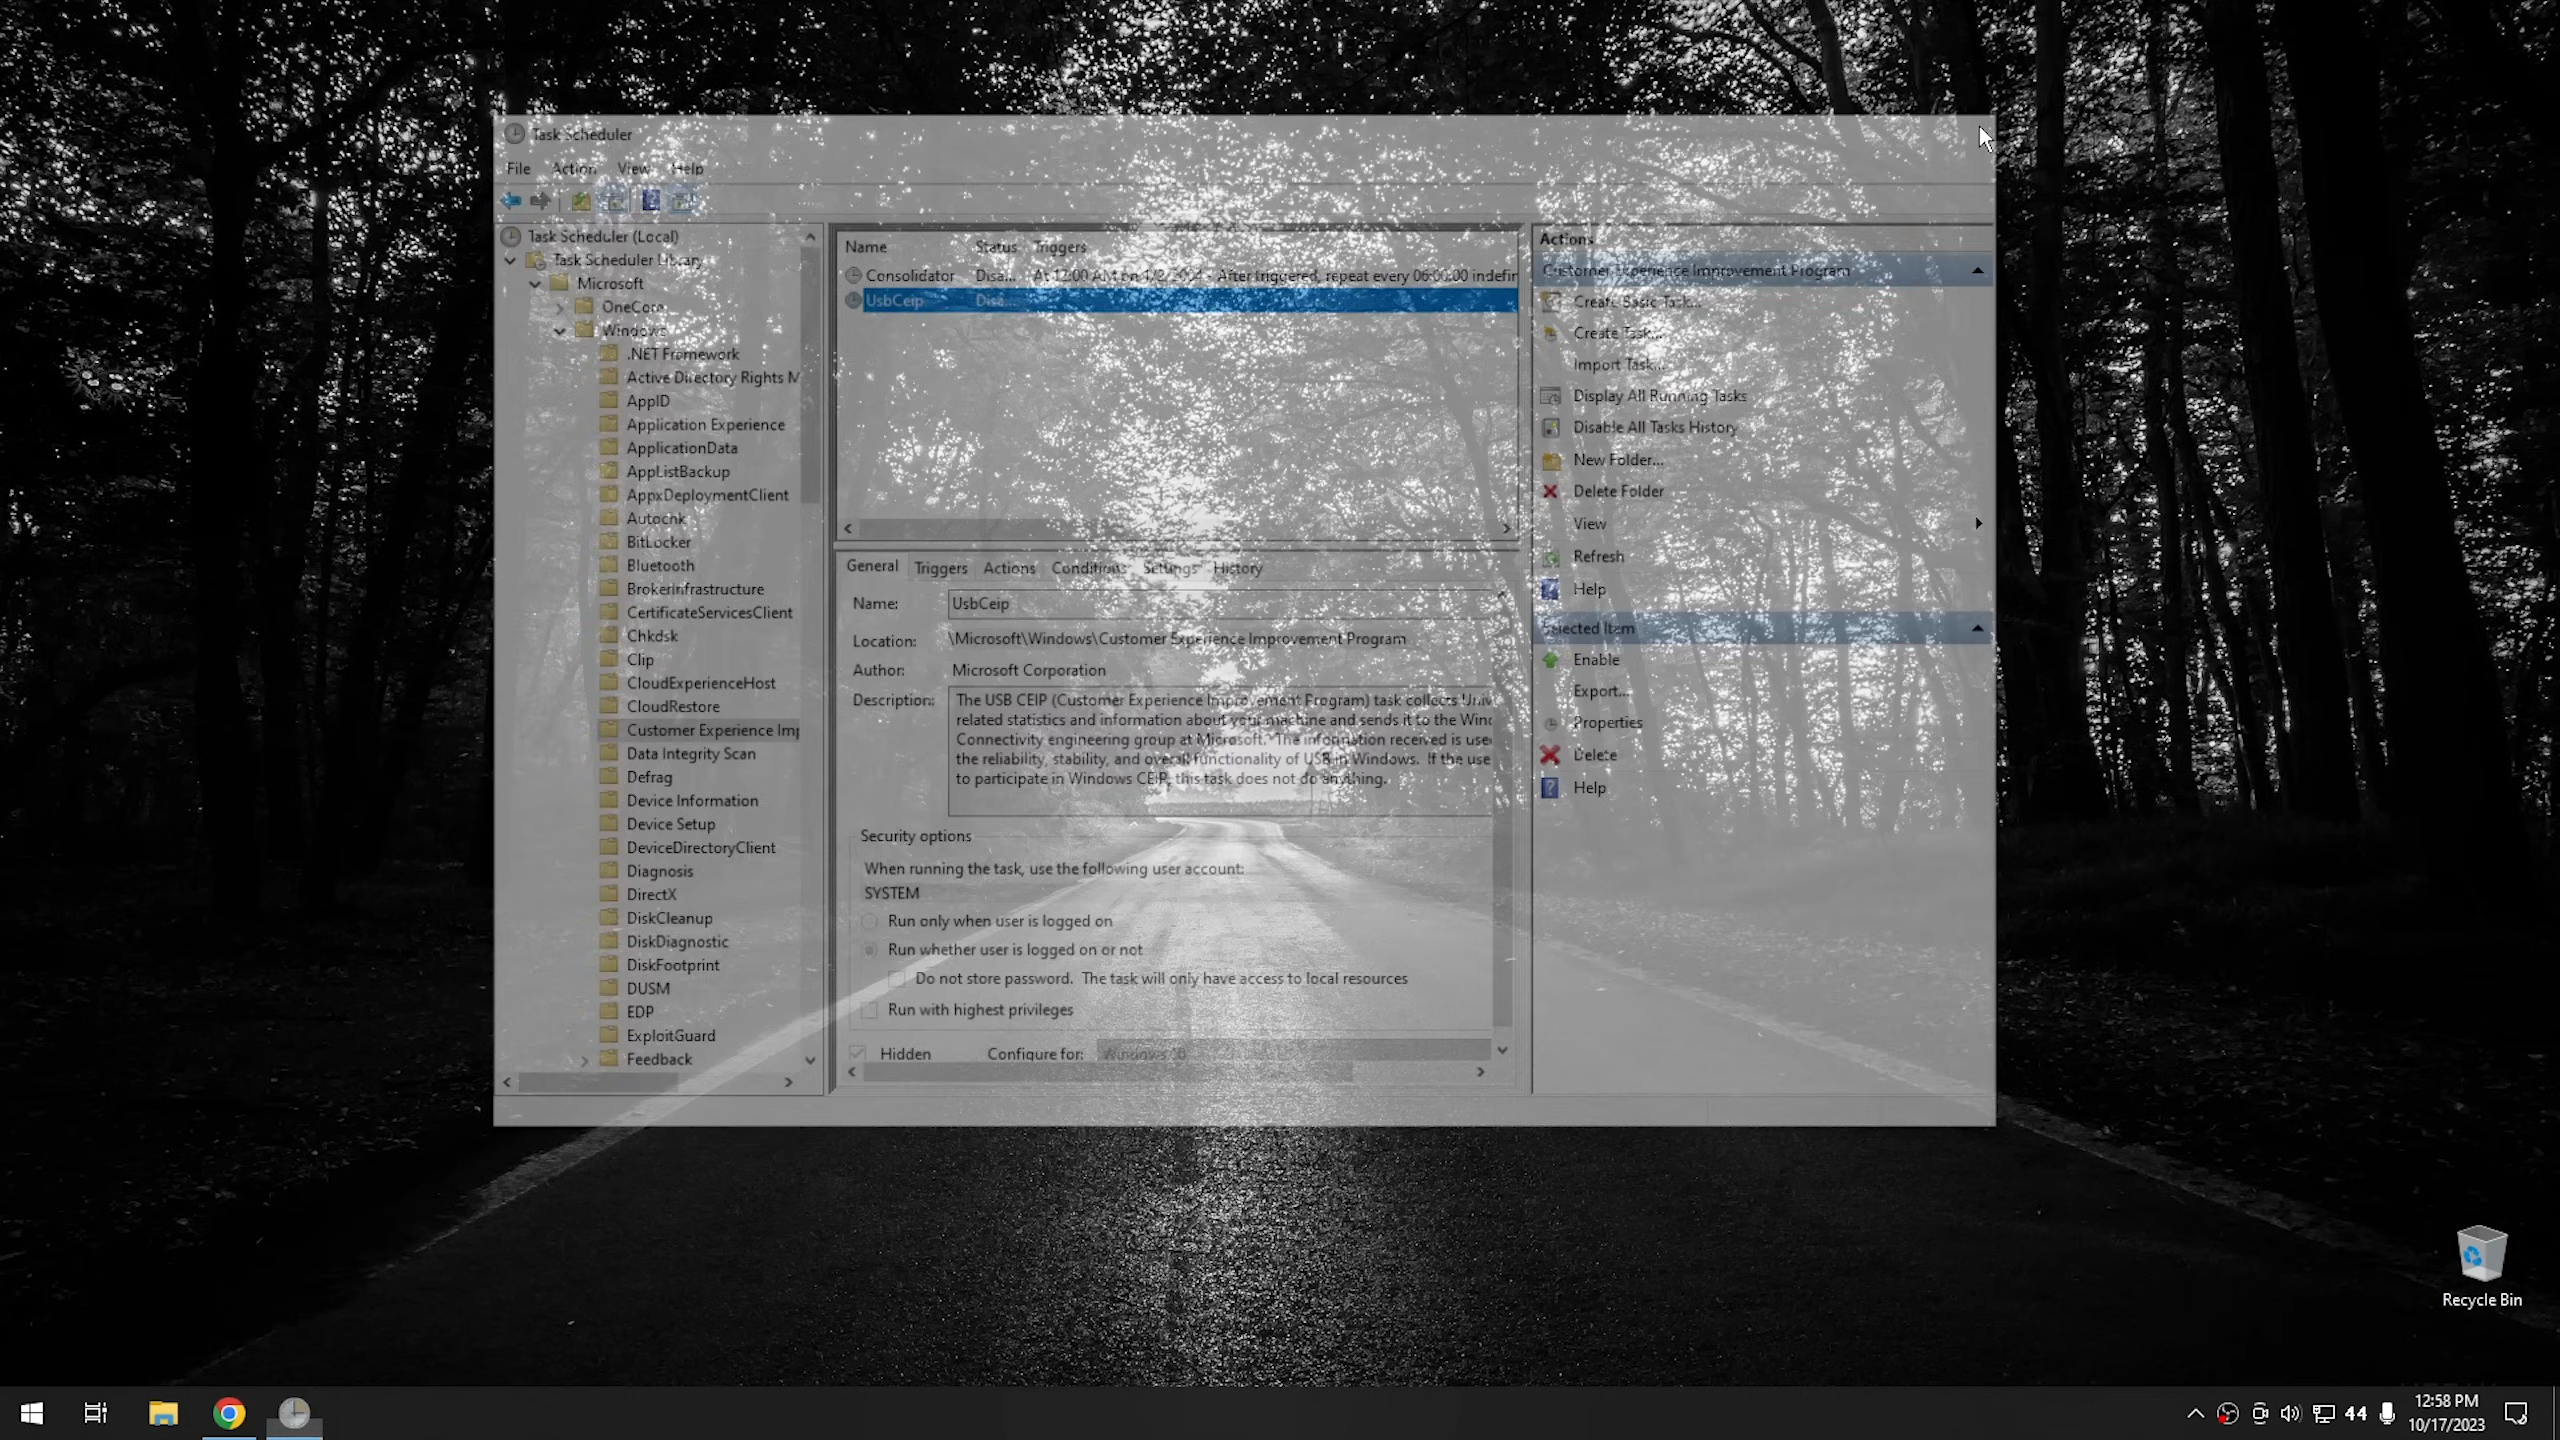 Task Scheduler
File Action View Help
Task Scheduler (Local)
Task Scheduler Library
Microsoft
OneCore
Windows
.NET Framework
Active Directory Rights M
AppID
Application Experience
ApplicationData
AppListBackup
AppxDeploymentClient
Autochk
BitLocker
Bluetooth
BrokerInfrastructure
CertificateServicesClient
Chkdsk
Clip
CloudExperienceHost
CloudRestore
Customer Experience Imp
Data Integrity Scan
Defrag
Device Information
Device Setup
DeviceDirectoryClient
Diagnosis
DirectX
DiskCleanup
DiskDiagnostic
DiskFootprint
DUSM
EDP
ExploitGuard
Feedback
Name Status Triggers
Consolidator Disa... At 12:00 AM on 1/2/2004 - After triggered, repeat every 06:00:00 indefin
UsbCeip Disa...
General Triggers Actions Conditions Settings History
Name: UsbCeip
Location: \Microsoft\Windows\Customer Experience Improvement Program
Author: Microsoft Corporation
Description: The USB CEIP (Customer Experience Improvement Program) task collects Univ
related statistics and information about your machine and sends it to the Wind
Connectivity engineering group at Microsoft. The information received is used
the reliability, stability, and overall functionality of USB in Windows. If the use
to participate in Windows CEIP, this task does not do anything.
Security options
When running the task, use the following user account:
SYSTEM
Run only when user is logged on
Run whether user is logged on or not
Do not store password. The task will only have access to local resources
Run with highest privileges
Hidden Configure for: Windows 10
Actions
Customer Experience Improvement Program
Create Basic Task...
Create Task...
Import Task...
Display All Running Tasks
Disable All Tasks History
New Folder...
Delete Folder
View
Refresh
Help
Selected Item
Enable
Export...
Properties
Delete
Help
Recycle Bin
44
12:58 PM
10/17/2023